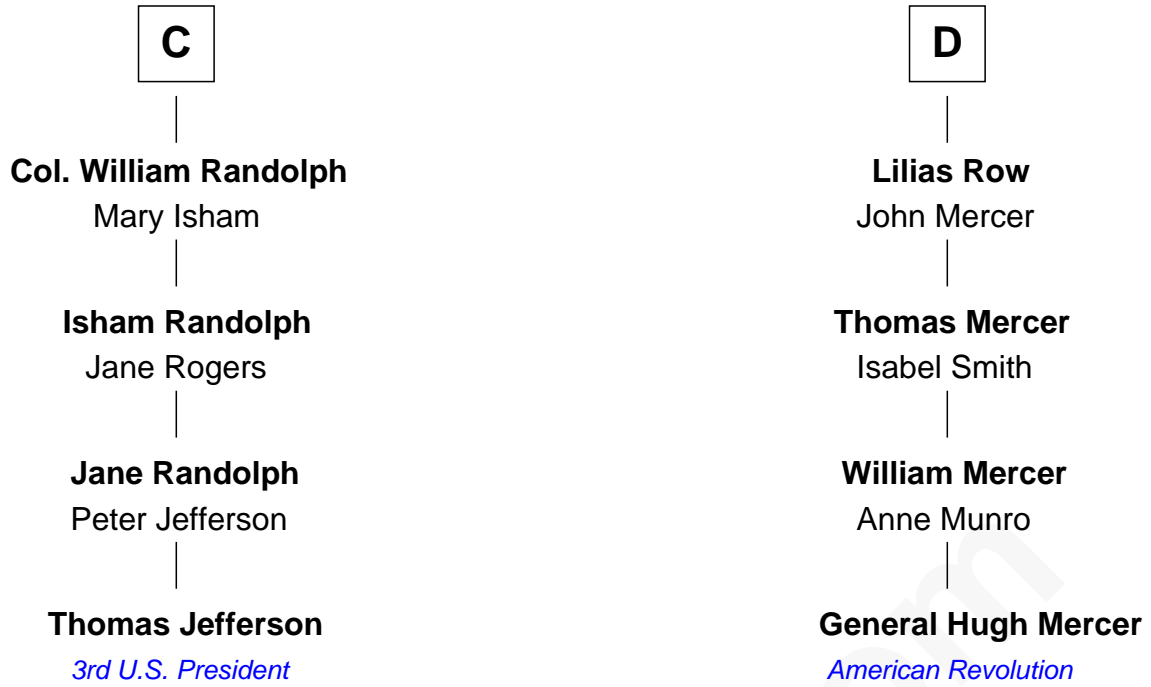 C
Col. William Randolph
Mary Isham
Isham Randolph
Jane Rogers
Jane Randolph
Peter Jefferson
Thomas Jefferson
3rd U.S. President
D
Lilias Row
John Mercer
Thomas Mercer
Isabel Smith
William Mercer
Anne Munro
General Hugh Mercer
American Revolution